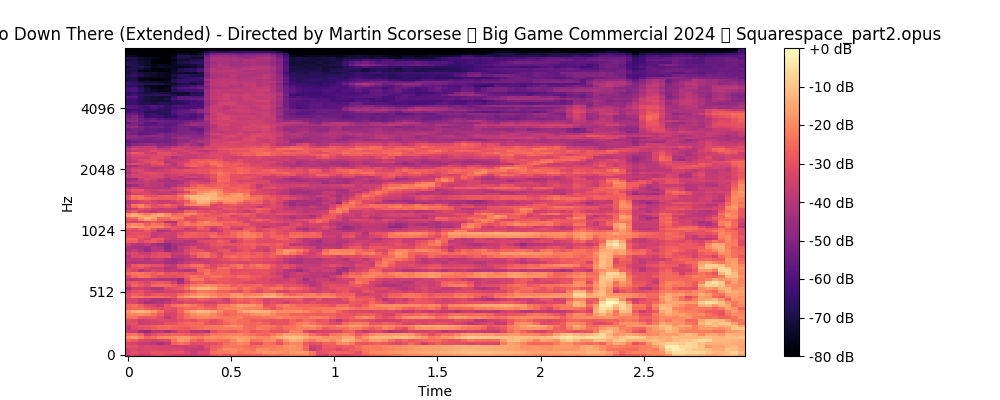 o Down There (Extended) - Directed by Martin Scorsese ▯ Big Game Commercial 2024 ▯ Squarespace_part2.opus
+0 dB
-10 dB
-20 dB
-30 dB
-40 dB
-50 dB
-60 dB
-70 dB
-80 dB
4096
2048
1024
512
0
Hz
0
0.5
1
1.5
2
2.5
Time